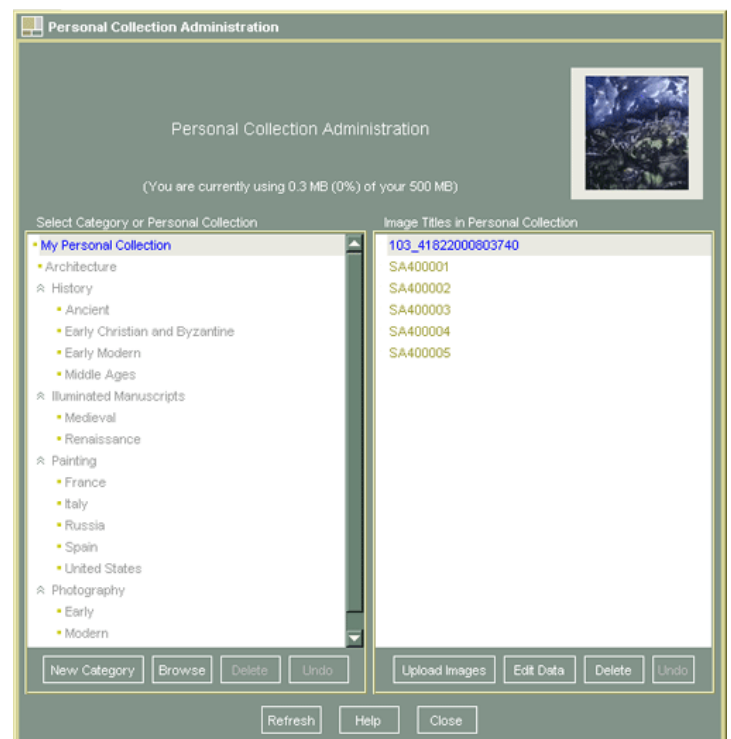 Personal Collection Administration
Personal Collection Administration
(You are currently using 0.3 MB (0%) of your 500 MB)
Select Category or Personal Collection
My Personal Collection
Architecture
History
Ancient
Early Christian and Byzantine
Early Modern
Middle Ages
Illuminated Manuscripts
Medieval
Renaissance
Painting
France
Italy
Russia
Spain
United States
Photography
Early
Modern
New Category Browse Delete Undo
Image Titles in Personal Collection
103_41822000803740
SA400001
SA400002
SA400003
SA400004
SA400005
Upload Images Edit Data Delete Undo
Refresh Help Close